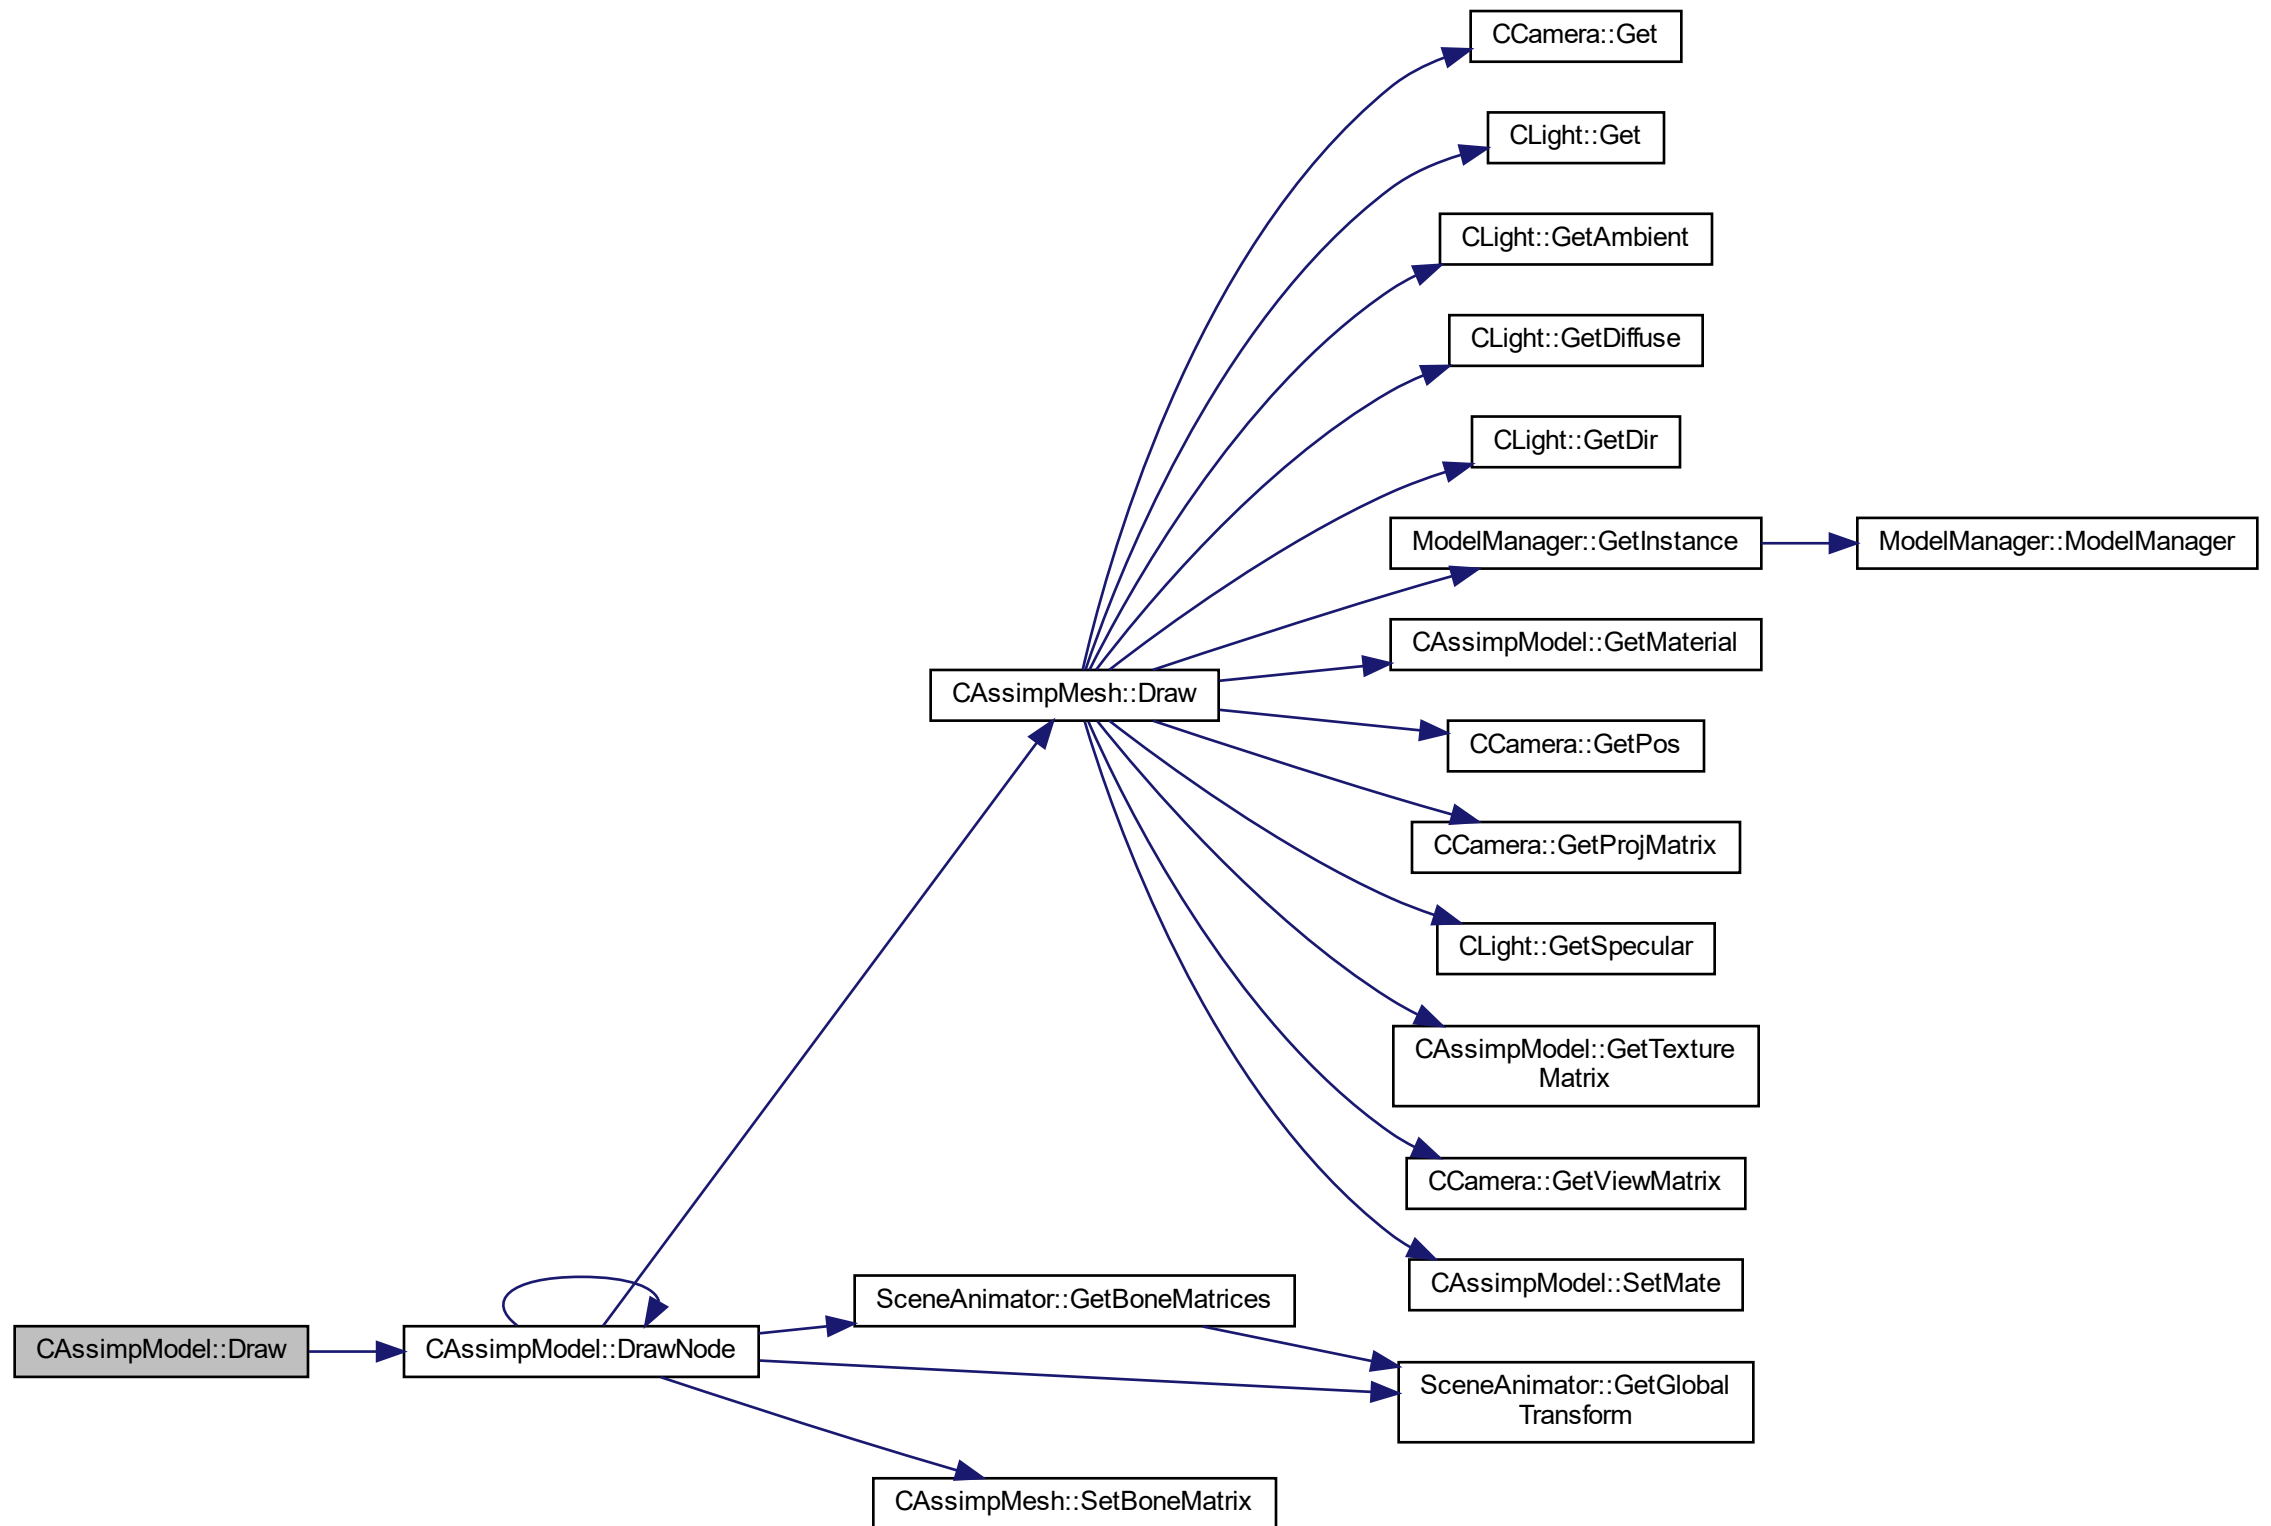 CCamera::Get
CLight::Get
CLight::GetAmbient
CLight::GetDiffuse
CLight::GetDir
ModelManager::GetInstance
ModelManager::ModelManager
CAssimpModel::GetMaterial
CAssimpMesh::Draw
CCamera::GetPos
CCamera::GetProjMatrix
CLight::GetSpecular
CAssimpModel::GetTexture
Matrix
CCamera::GetViewMatrix
CAssimpModel::SetMate
SceneAnimator::GetBoneMatrices
CAssimpModel::Draw
CAssimpModel::DrawNode
SceneAnimator::GetGlobal
Transform
CAssimpMesh::SetBoneMatrix